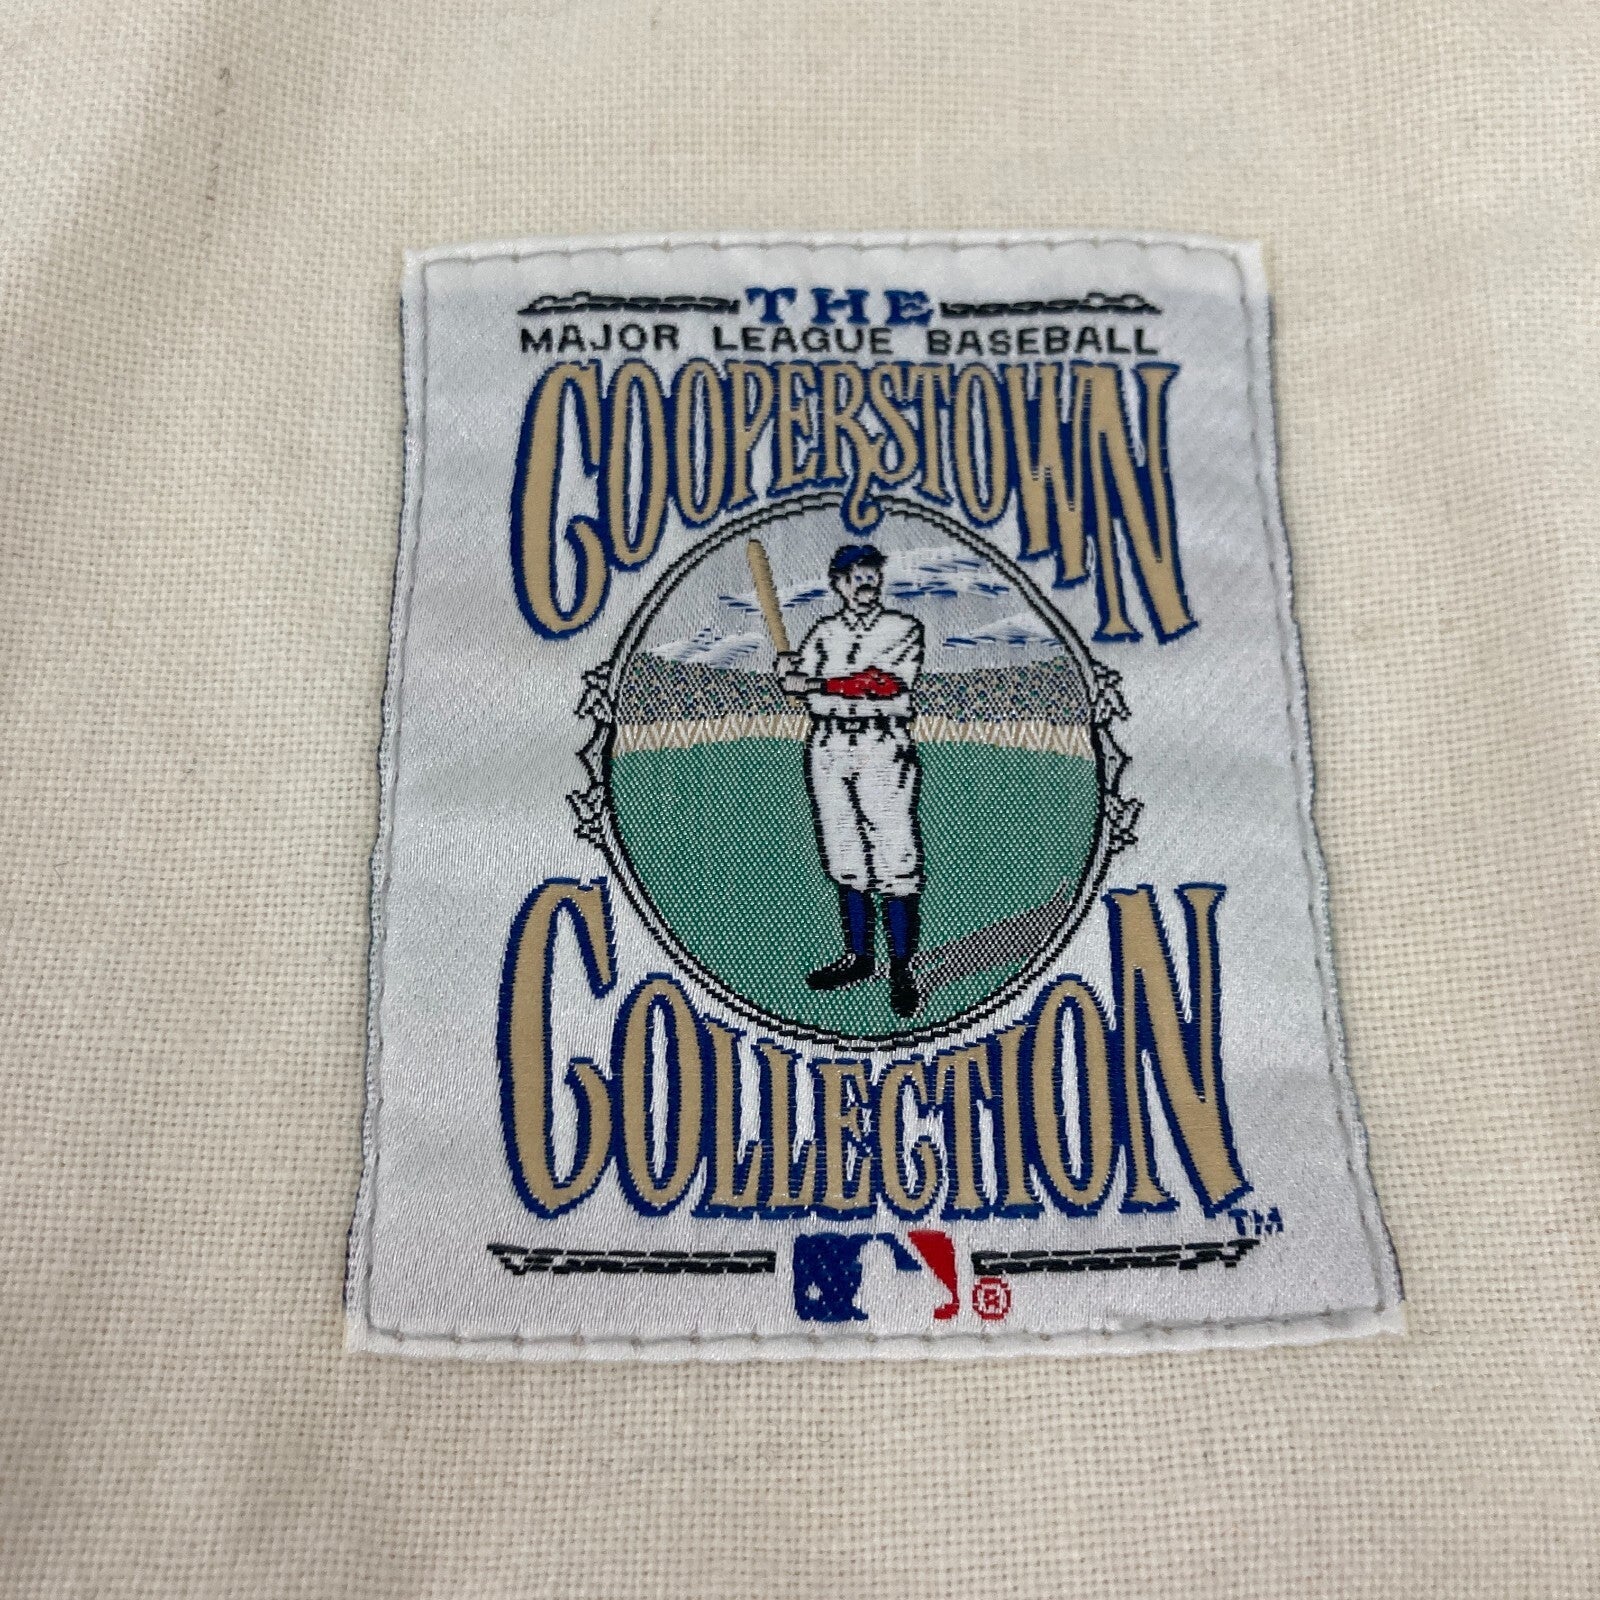 THE
MAJOR LEAGUE BASEBALL
COOPERSTOWN
COLLECTION
TM
®